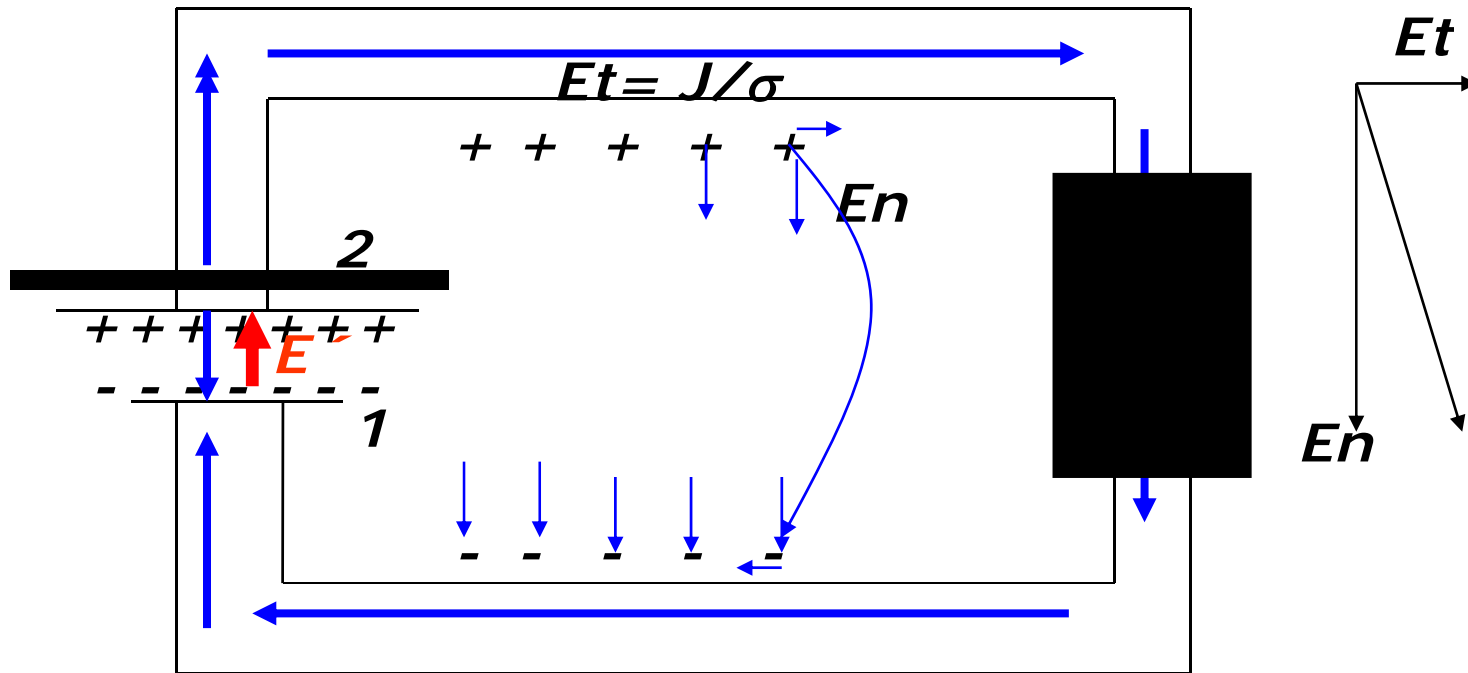 Et
Et= J/σ
+ + + + +
En
2
+ + + + + + +
E´
- - - - - - -
1
En
- - - - -